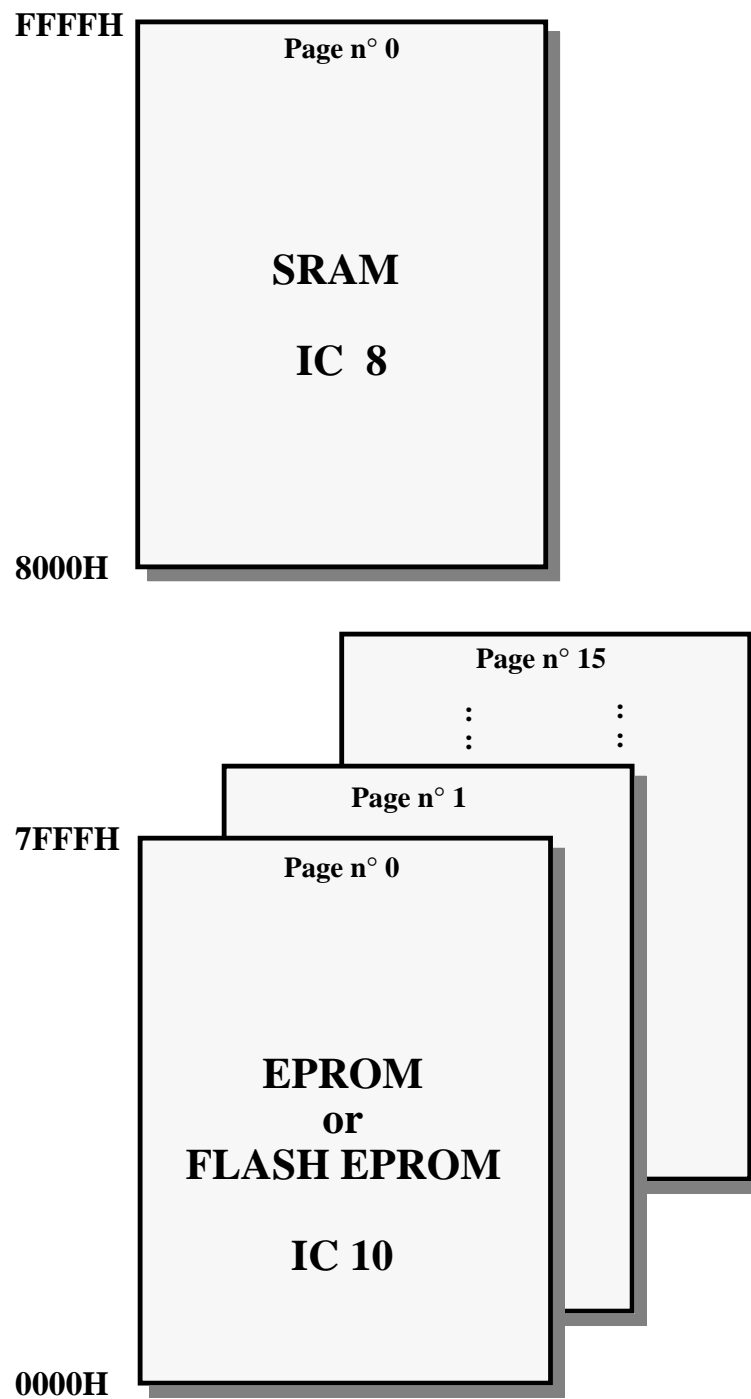 FFFFH
Page n° 0
SRAM
IC 8
8000H
Page n° 15
: :
: :
Page n° 1
7FFFH
Page n° 0
EPROM
or
FLASH EPROM
IC 10
0000H